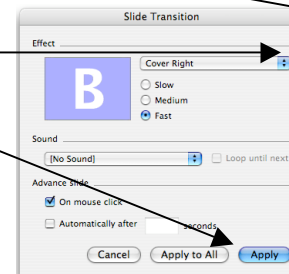 Slide Transition
Effect
B
Cover Right
Slow
Medium
Fast
Sound
[No Sound]
Loop until next
Advance slide
On mouse click
Automatically after seconds
Cancel
Apply to All
Apply